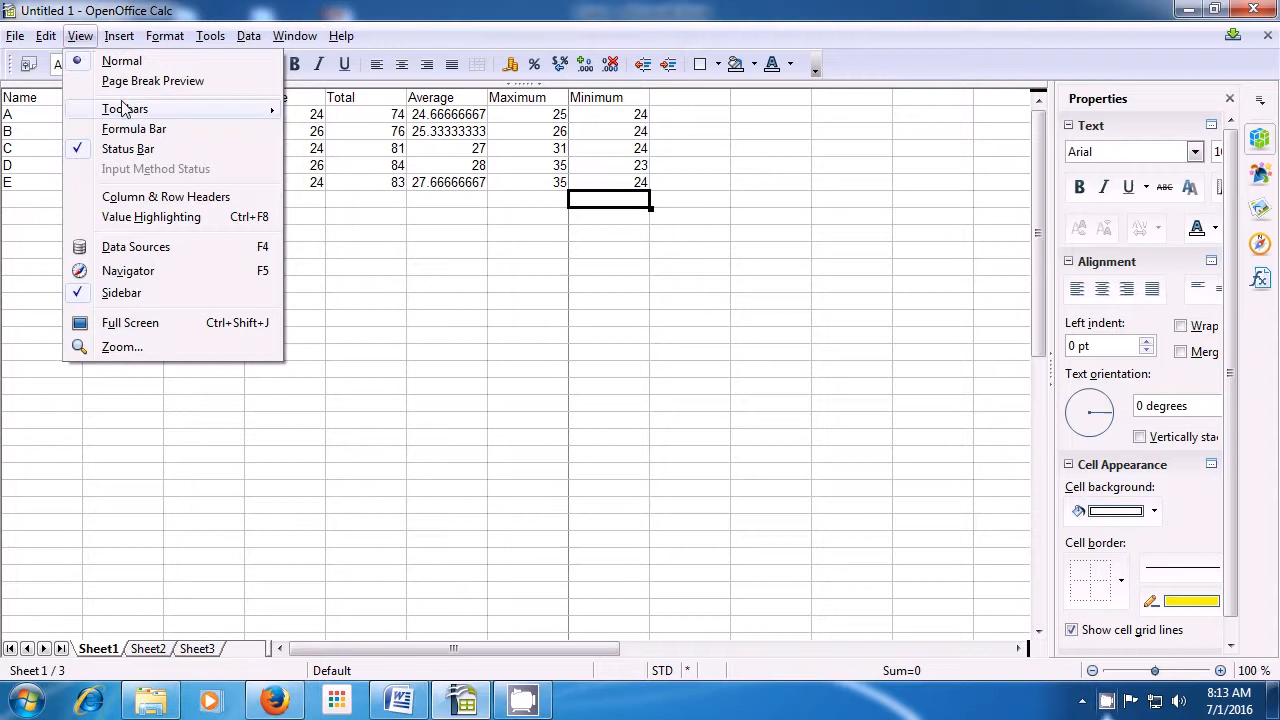 Untitled 1 - OpenOffice Calc
File Edit View Insert Format Tools Data Window Help
Normal
Page Break Preview
Toolbars
Formula Bar
Status Bar
Input Method Status
Column & Row Headers
Value Highlighting Ctrl+F8
Data Sources F4
Navigator F5
Sidebar
Full Screen Ctrl+Shift+J
Zoom...
Name Total Average Maximum Minimum
A 24 74 24.66666667 25 24
B 26 76 25.33333333 26 24
C 24 81 27 31 24
D 26 84 28 35 23
E 24 83 27.66666667 35 24
Properties
Text
Arial
B I U ABC
Alignment
Left indent:
0 pt
Wrap
Merg
Text orientation:
0 degrees
Vertically sta
Cell Appearance
Cell background:
Cell border:
Show cell grid lines
Sheet1 Sheet2 Sheet3
Sheet 1 / 3 Default STD * Sum=0 100 %
8:13 AM
7/1/2016